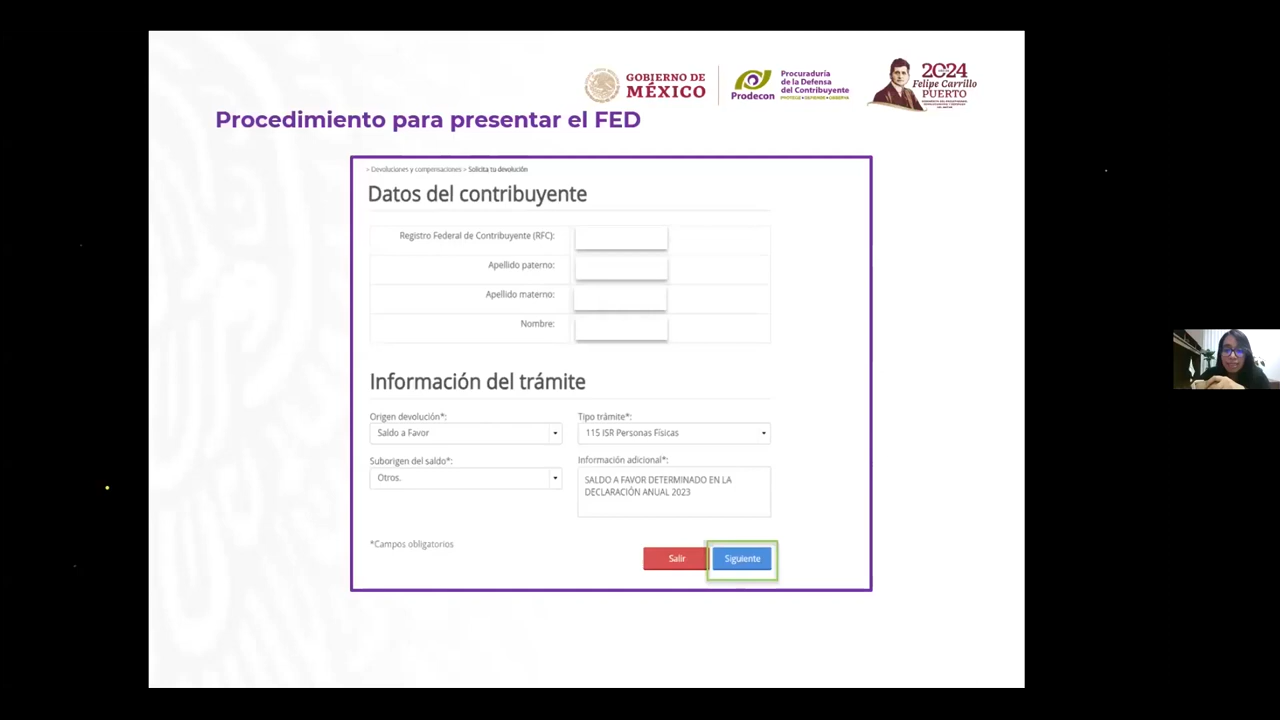 GOBIERNO DE
MÉXICO
Prodecon
Procuraduría
de la Defensa
del Contribuyente
2024
Felipe Carrillo
PUERTO
Procedimiento para presentar el FED
> Devoluciones y compensaciones > Solicita tu devolución
Datos del contribuyente
Registro Federal de Contribuyente (RFC):
Apellido paterno:
Apellido materno:
Nombre:
Información del trámite
Origen devolución*:
Tipo trámite*:
Saldo a Favor
115 ISR Personas Físicas
Suborigen del saldo*:
Información adicional*:
Otros.
SALDO A FAVOR DETERMINADO EN LA
DECLARACIÓN ANUAL 2023
*Campos obligatorios
Salir
Siguiente